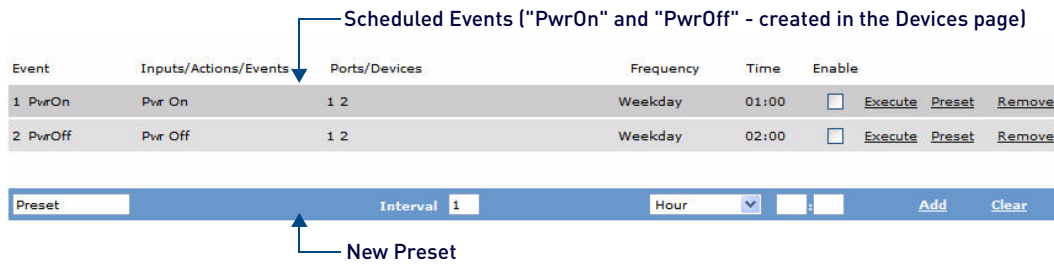 Scheduled Events ("PwrOn" and "PwrOff" - created in the Devices page)
Event Inputs/Actions/Events Ports/Devices Frequency Time Enable
1 PwrOn Pwr On 1 2 Weekday 01:00 Execute Preset Remove
2 PwrOff Pwr Off 1 2 Weekday 02:00 Execute Preset Remove
Preset Interval 1 Hour : Add Clear
New Preset